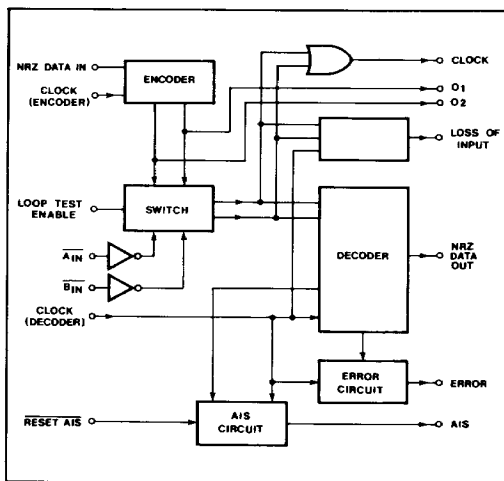 NRZ DATA IN
CLOCK
(ENCODER)
ENCODER
CLOCK
O1
O2
LOSS OF
INPUT
LOOP TEST
ENABLE
SWITCH
AIN
BIN
CLOCK
(DECODER)
DECODER
NRZ
DATA
OUT
ERROR
CIRCUIT
ERROR
RESET AIS
AIS
CIRCUIT
AIS